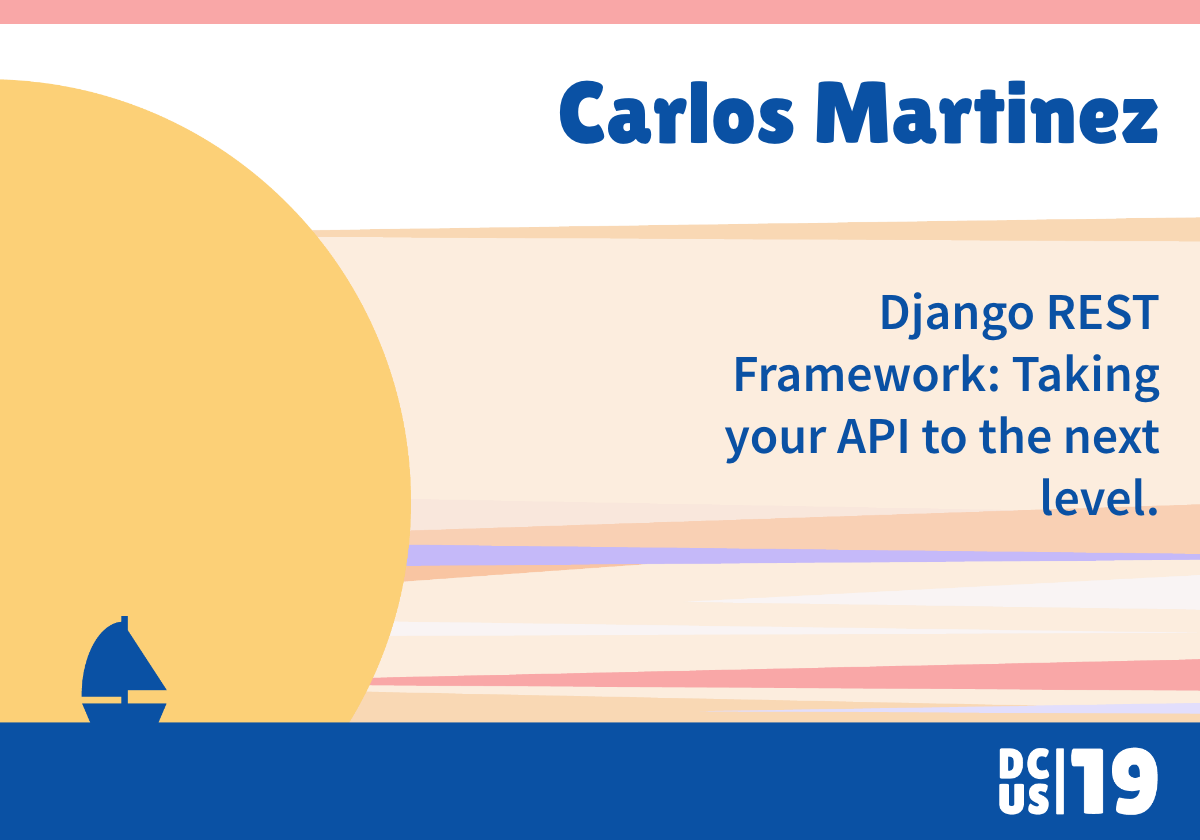 Carlos Martinez
Django REST
Framework: Taking
your API to the next
level.
DC
US
19